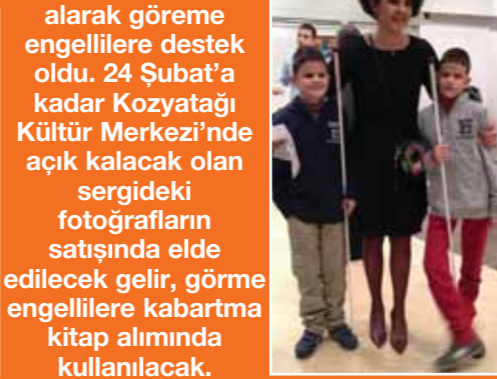 alarak göreme
engellilere destek
oldu. 24 Şubat’a
kadar Kozyatağı
Kültür Merkezi’nde
açık kalacak olan
sergideki
fotoğrafların
satışında elde
edilecek gelir, görme
engellilere kabartma
kitap alımında
kullanılacak.